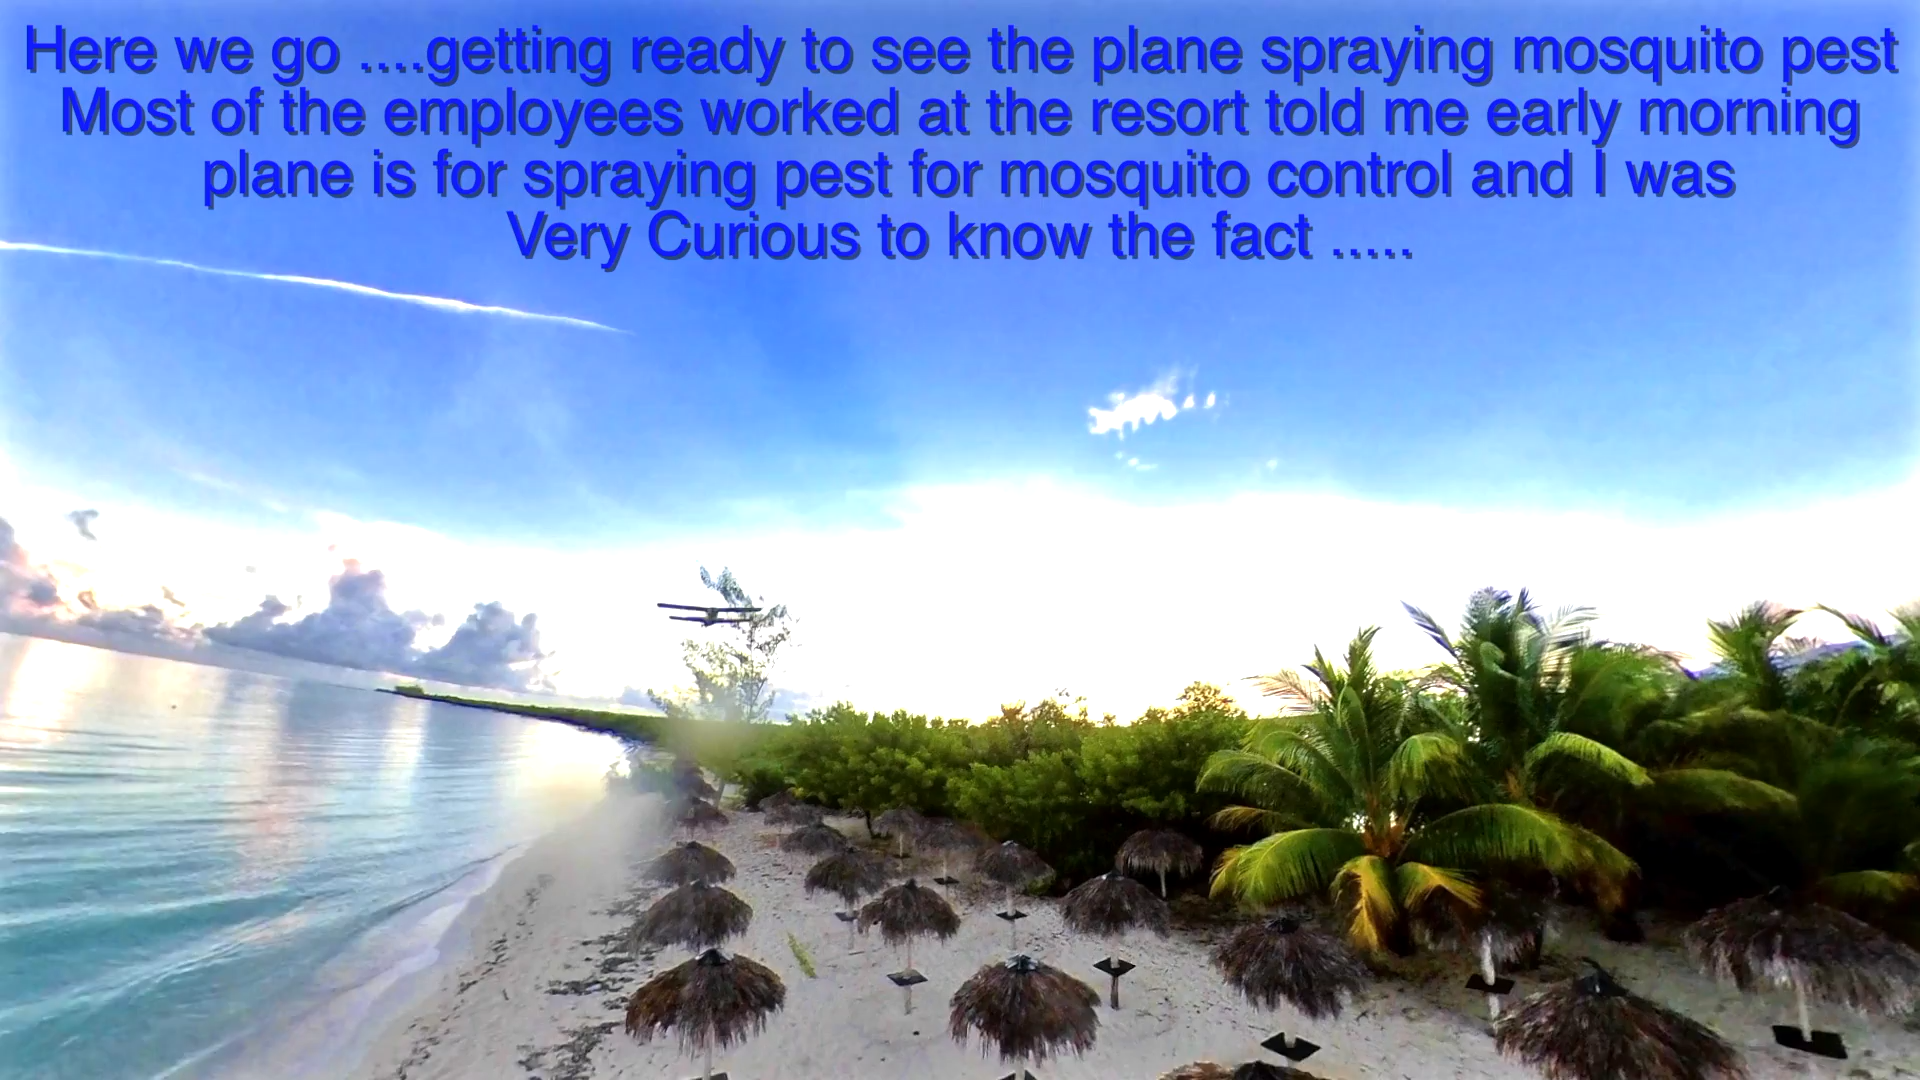 Here we go ....getting ready to see the plane spraying mosquito pest
Most of the employees worked at the resort told me early morning
plane is for spraying pest for mosquito control and I was
Very Curious to know the fact .....